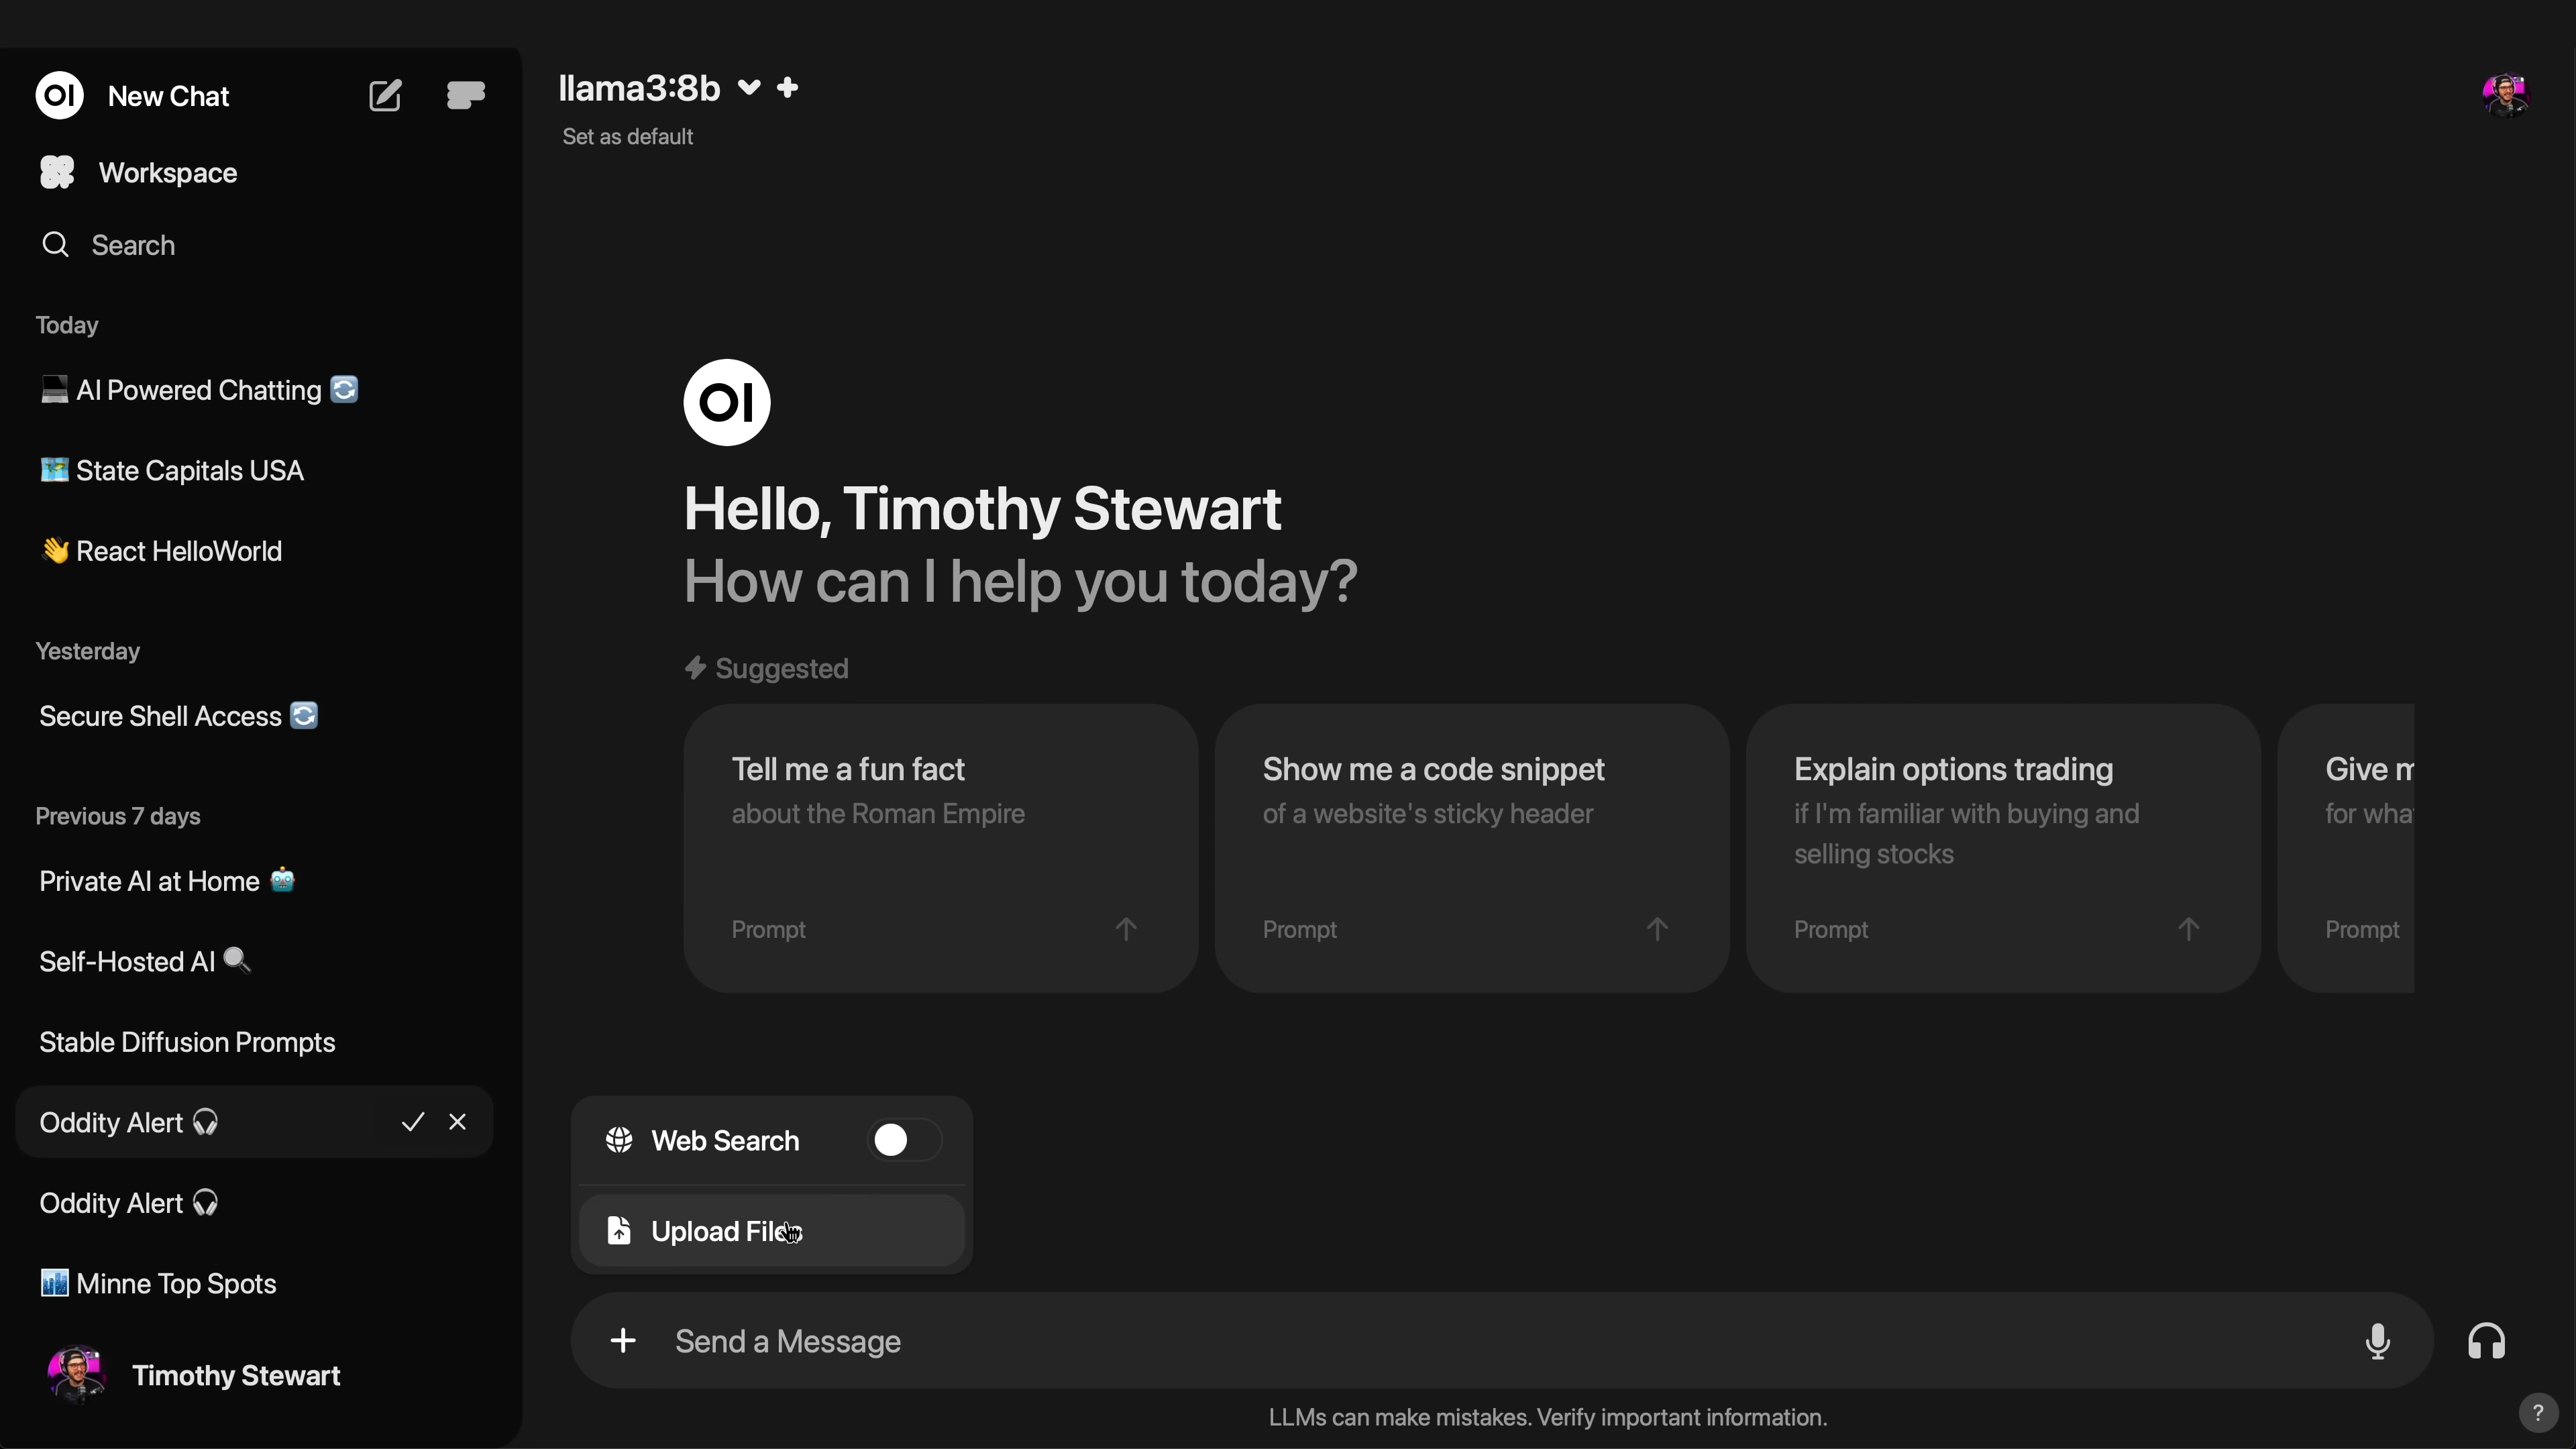 OI New Chat
Workspace
Search
Today
AI Powered Chatting
State Capitals USA
React HelloWorld
Yesterday
Secure Shell Access
Previous 7 days
Private AI at Home
Self-Hosted AI
Stable Diffusion Prompts
Oddity Alert
Oddity Alert
Minne Top Spots
Timothy Stewart
llama3:8b
Set as default
OI
Hello, Timothy Stewart
How can I help you today?
Suggested
Tell me a fun fact
about the Roman Empire
Prompt
Show me a code snippet
of a website's sticky header
Prompt
Explain options trading
if I'm familiar with buying and
selling stocks
Prompt
Give
for
Prompt
Web Search
Upload Files
Send a Message
LLMs can make mistakes. Verify important information.
?